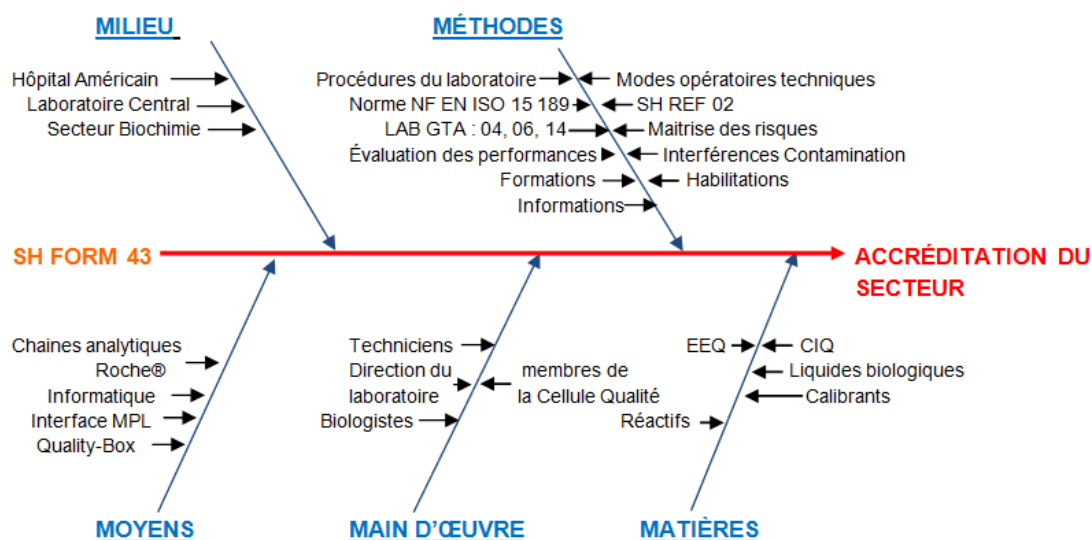 MILIEU
MÉTHODES
Hôpital Américain
Laboratoire Central
Secteur Biochimie
Procédures du laboratoire
Modes opératoires techniques
Norme NF EN ISO 15 189
SH REF 02
LAB GTA : 04, 06, 14
Maitrise des risques
Évaluation des performances
Interférences Contamination
Formations
Habilitations
Informations
SH FORM 43
ACCRÉDITATION DU
SECTEUR
Chaines analytiques
Roche®
Informatique
Interface MPL
Quality-Box
Techniciens
Direction du
laboratoire
Biologistes
membres de
la Cellule Qualité
EEQ
CIQ
Liquides biologiques
Calibrants
Réactifs
MOYENS
MAIN D'ŒUVRE
MATIÈRES